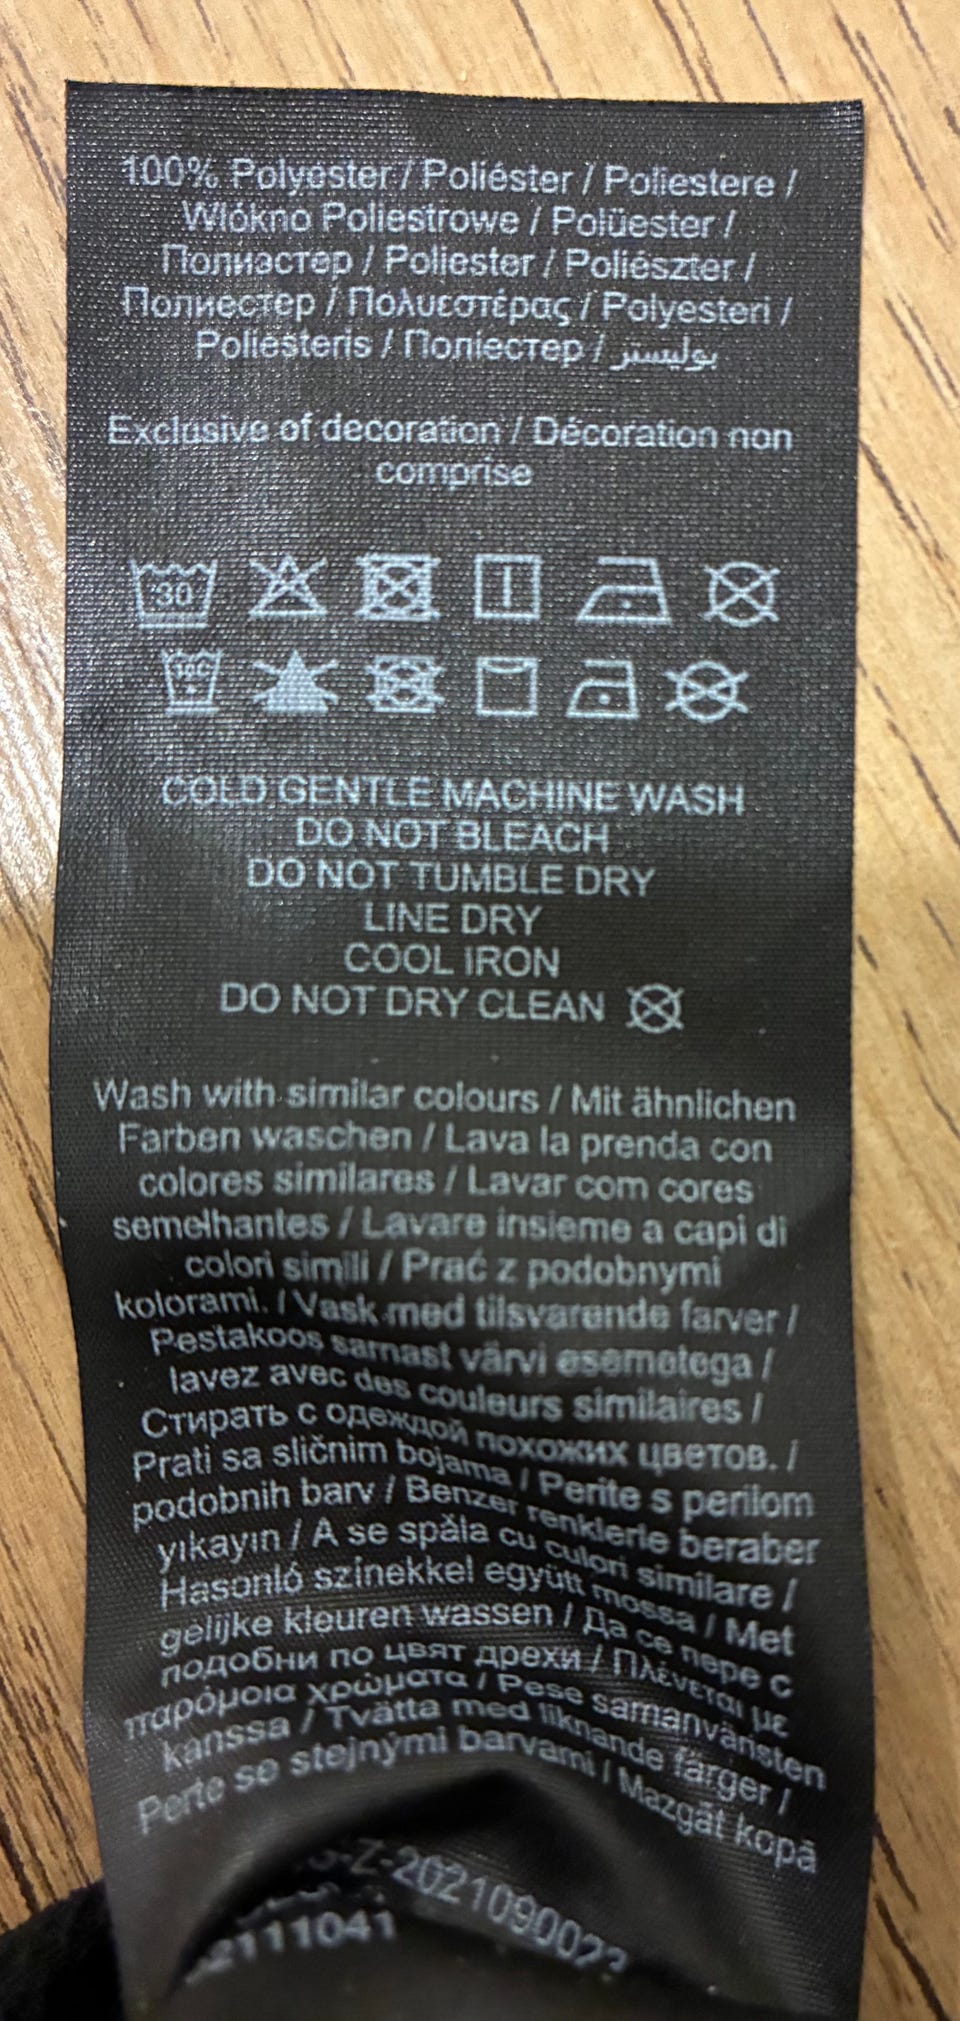 100% Polyester / Poliéster / Poliestere /
Włókno Poliestrowe / Polüester /
Полиэстер / Poliester / Poliészter /
Полиестер / Πολυεστέρας / Polyesteri /
Poliesteris / Поліестер / بوليستر
Exclusive of decoration / Décoration non
comprise
30
COLD GENTLE MACHINE WASH
DO NOT BLEACH
DO NOT TUMBLE DRY
LINE DRY
COOL IRON
DO NOT DRY CLEAN
Wash with similar colours / Mit ähnlichen
Farben waschen / Lava la prenda con
colores similares / Lavar com cores
semelhantes / Lavare insieme a capi di
colori simili / Prać z podobnymi
kolorami. / Vask med tilsvarende farver /
Pestakoos samast värvi esemetega /
lavez avec des couleurs similaires /
Стирать с одеждой похожих цветов. /
Prati sa sličnim bojama / Perite s perilom
podobnih barv / Benzer renklerle beraber
yıkayın / A se spăla cu culori similare /
Hasonló színekkel együtt mossa / Met
gelijke kleuren wassen / Да се пере с
подобни по цвят дрехи / Πλένεται με
παρόμοια χρώματα / Pese samanväristen
kanssa / Tvätta med liknande färger /
Perte se stejnými barvami / Mazgāt kopā